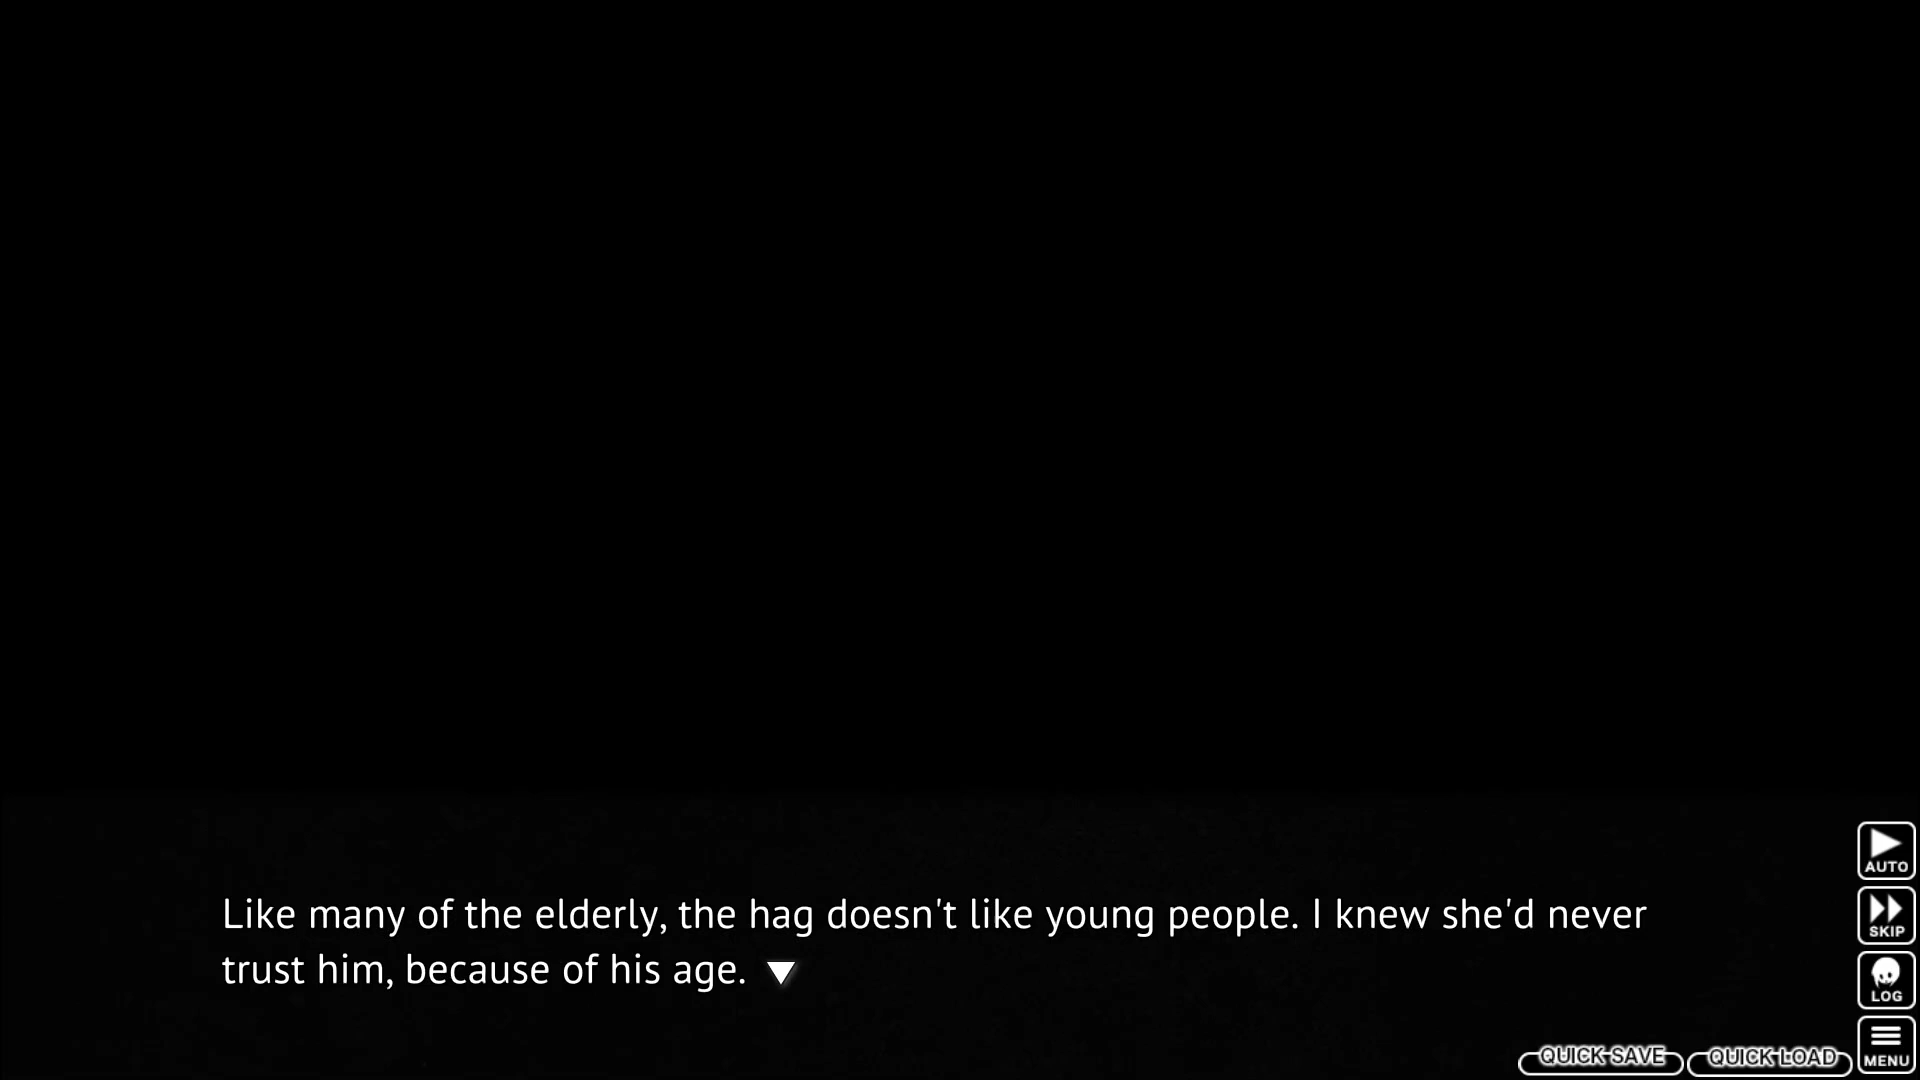 Like many of the elderly, the hag doesn't like young people. I knew she'd never
trust him, because of his age.
AUTO
SKIP
LOG
MENU
QUICK SAVE
QUICK LOAD